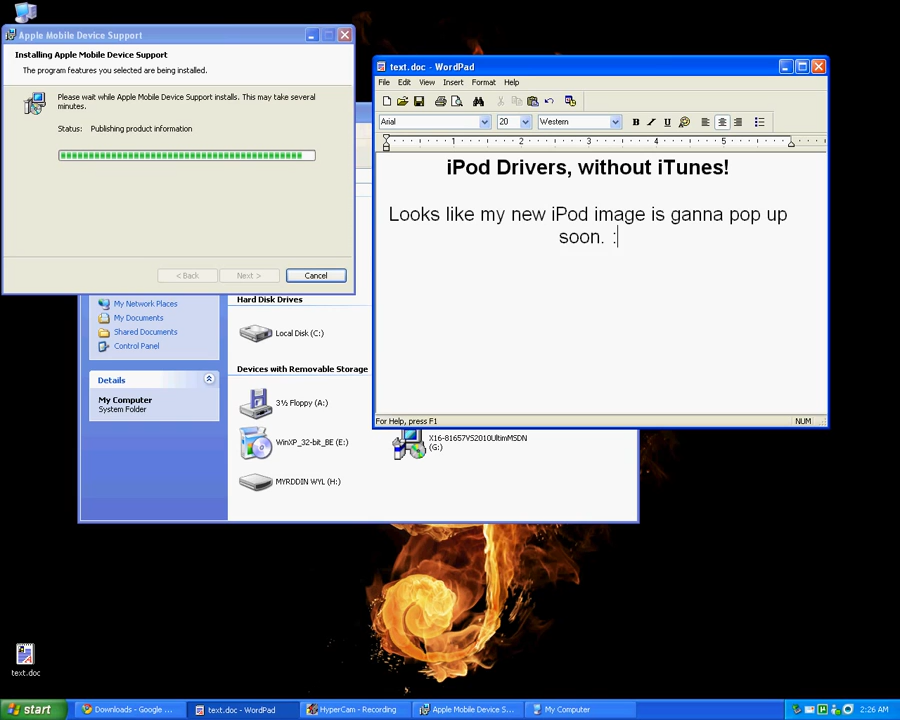 Apple Mobile Device Support
Installing Apple Mobile Device Support
The program features you selected are being installed.
Please wait while Apple Mobile Device Support installs. This may take several
minutes.
Status: Publishing product information
< Back Next > Cancel
text.doc - WordPad
File Edit View Insert Format Help
Arial 20 Western B I U
1 2 3 4 5
iPod Drivers, without iTunes!
Looks like my new iPod image is ganna pop up
soon. :
For Help, press F1 NUM
My Network Places
My Documents
Shared Documents
Control Panel
Details
My Computer
System Folder
Hard Disk Drives
Local Disk (C:)
Devices with Removable Storage
3½ Floppy (A:)
WinXP_32-bit_BE (E:)
X16-81657VS2010UltimMSDN
(G:)
MYRDDIN WYL (H:)
text.doc
start Downloads - Google ... text.doc - WordPad HyperCam - Recording Apple Mobile Device S... My Computer 2:26 AM